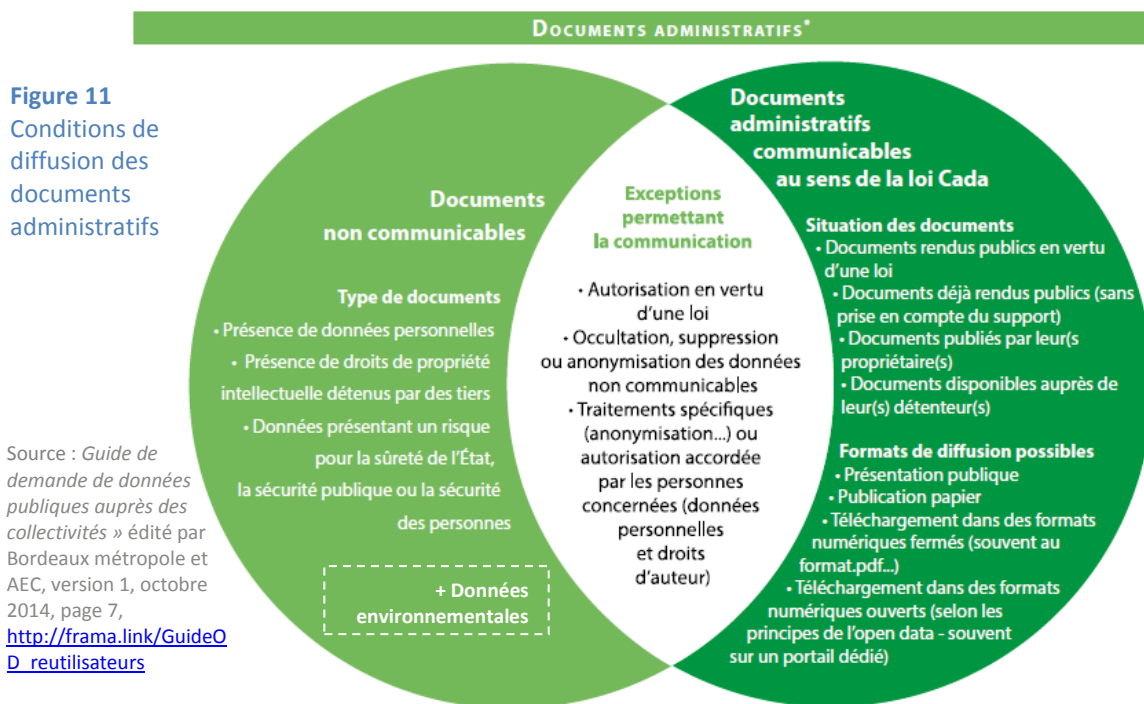 DOCUMENTS ADMINISTRATIFS*
Figure 11
Conditions de
diffusion des
documents
administratifs
Source : Guide de
demande de données
publiques auprès des
collectivités » édité par
Bordeaux métropole et
AEC, version 1, octobre
2014, page 7,
http://frama.link/GuideO
D_reutilisateurs
Documents
non communicables
Type de documents
• Présence de données personnelles
• Présence de droits de propriété
intellectuelle détenus par des tiers
• Données présentant un risque
pour la sûreté de l'État,
la sécurité publique ou la sécurité
des personnes
+ Données
environnementales
Exceptions
permettant
la communication
• Autorisation en vertu
d'une loi
• Occultation, suppression
ou anonymisation des données
non communicables
• Traitements spécifiques
(anonymisation...) ou
autorisation accordée
par les personnes
concernées (données
personnelles
et droits
d'auteur)
Documents
administratifs
communicables
au sens de la loi Cada
Situation des documents
• Documents rendus publics en vertu
d'une loi
• Documents déjà rendus publics (sans
prise en compte du support)
• Documents publiés par leur(s
propriétaire(s)
• Documents disponibles auprès de
leur(s) détenteur(s)
Formats de diffusion possibles
• Présentation publique
• Publication papier
• Téléchargement dans des formats
numériques fermés (souvent au
format.pdf...)
• Téléchargement dans des formats
numériques ouverts (selon les
principes de l'open data - souvent
sur un portail dédié)